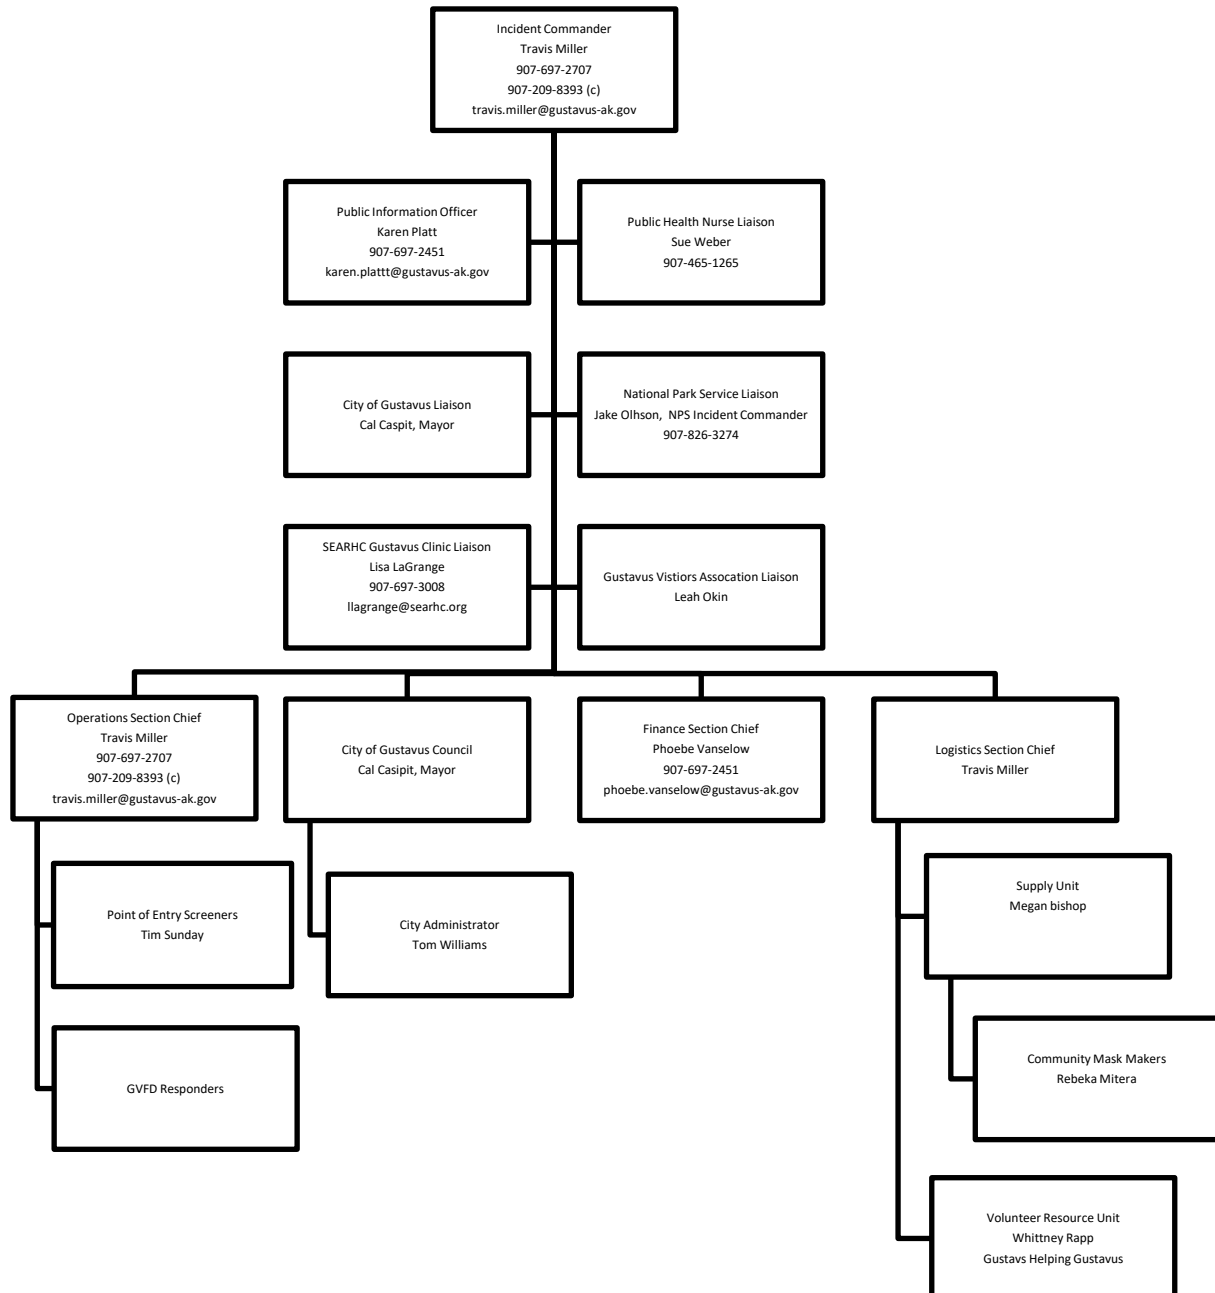 Incident Commander
Travis Miller
907-697-2707
907-209-8393 (c)
travis.miller@gustavus-ak.gov
Public Information Officer
Karen Platt
907-697-2451
karen.plattt@gustavus-ak.gov
Public Health Nurse Liaison
Sue Weber
907-465-1265
City of Gustavus Liaison
Cal Caspit, Mayor
National Park Service Liaison
Jake Olhson, NPS Incident Commander
907-826-3274
SEARHC Gustavus Clinic Liaison
Lisa LaGrange
907-697-3008
llagrange@searhc.org
Gustavus Vistiors Assocation Liaison
Leah Okin
Operations Section Chief
Travis Miller
907-697-2707
907-209-8393 (c)
travis.miller@gustavus-ak.gov
City of Gustavus Council
Cal Casipit, Mayor
Finance Section Chief
Phoebe Vanselow
907-697-2451
phoebe.vanselow@gustavus-ak.gov
Logistics Section Chief
Travis Miller
Point of Entry Screeners
Tim Sunday
City Administrator
Tom Williams
Supply Unit
Megan bishop
GVFD Responders
Community Mask Makers
Rebeka Mitera
Volunteer Resource Unit
Whittney Rapp
Gustavs Helping Gustavus